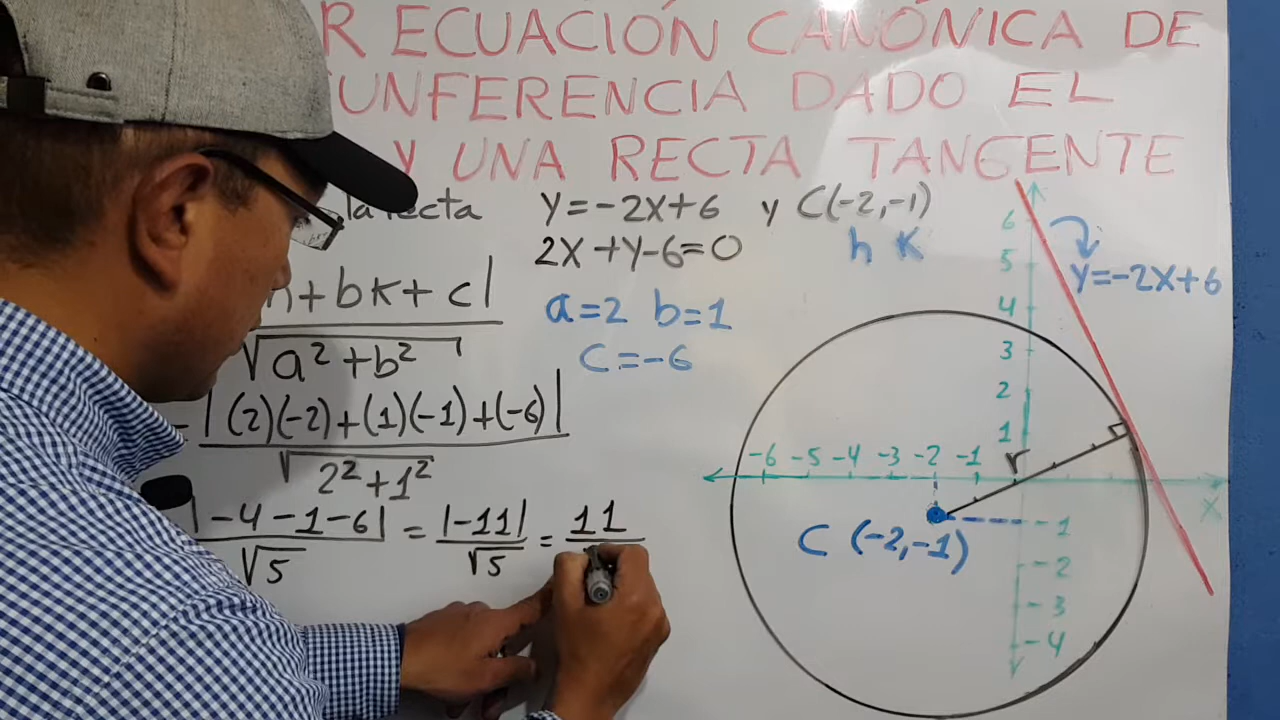 R ECUACIÓN CANÓNICA DE
UNFERENCIA DADO EL
Y UNA RECTA TANGENTE
la recta y=-2x+6 y C(-2,-1)
2x+y-6=0
h K
a=2 b=1
c=-6
+bK+c|
√a²+b²
=|(2)(-2)+(1)(-1)+(-6)|
√2²+1²
|-4-1-6| = |-11| = 11
√5 √5
6
5
4
3
2
1
y=-2x+6
-6 -5 -4 -3 -2 -1
r
x
C (-2,-1)
-1
-2
-3
-4